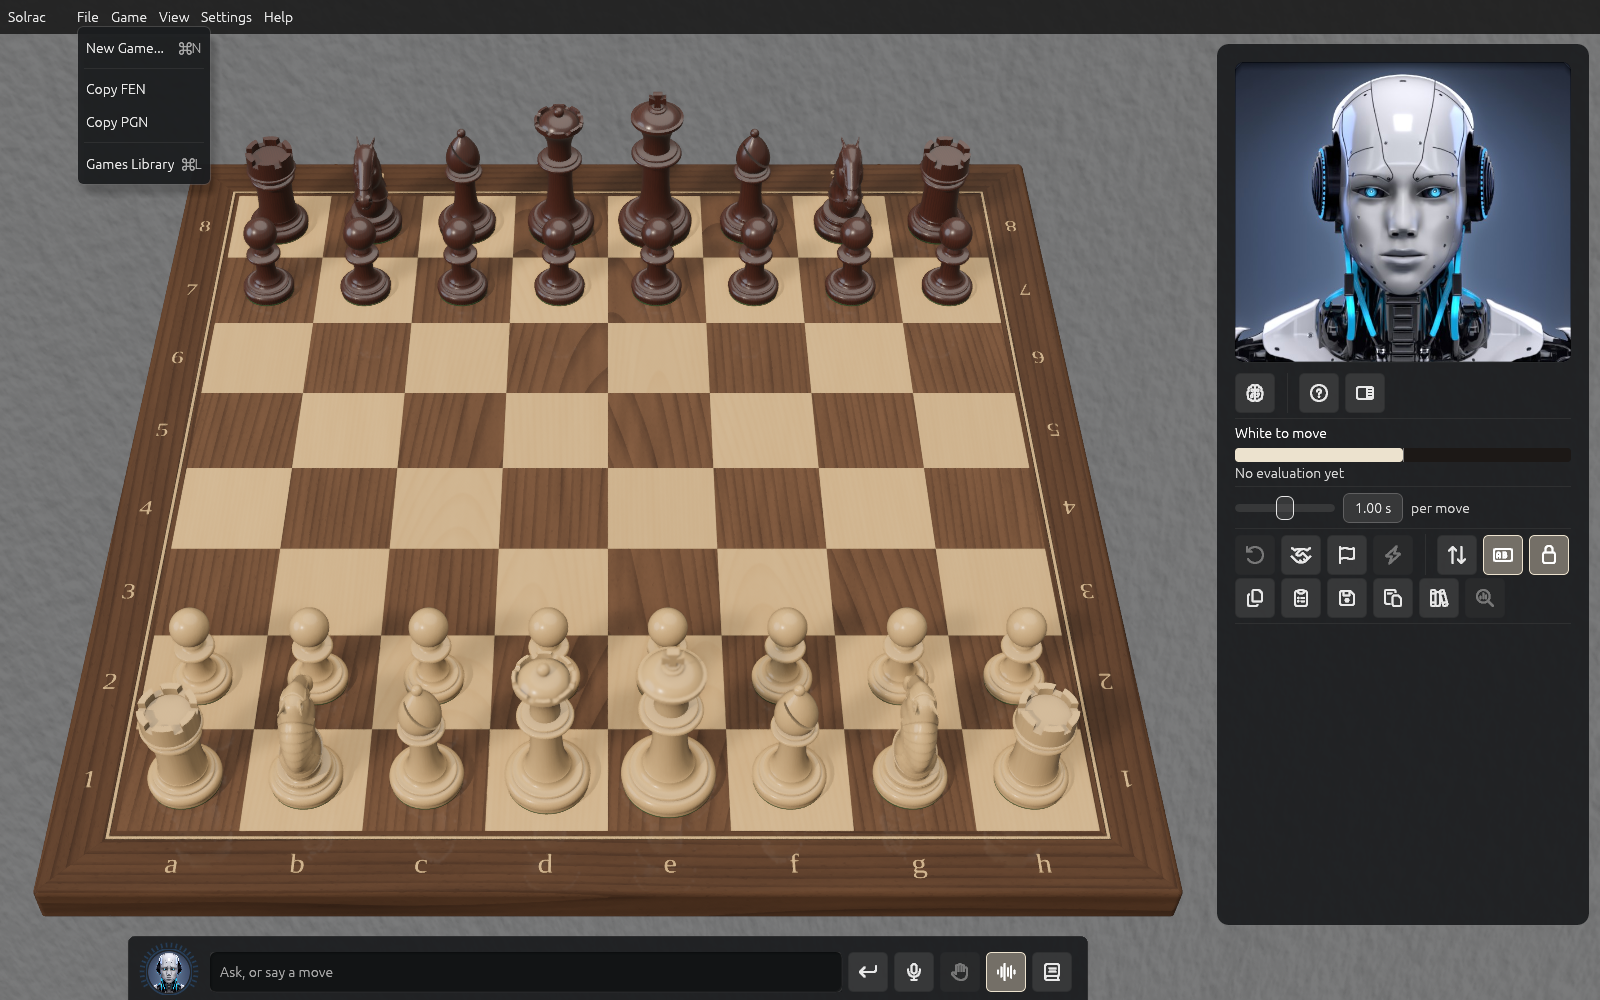 Solrac File Game View Settings Help
New Game... ⌘N
Copy FEN
Copy PGN
Games Library ⌘L
8 8
7 7
6 6
5 5
4 4
3 3
2 2
1 1
a b c d e f g h
White to move
No evaluation yet
1.00 s per move
AB
Ask, or say a move